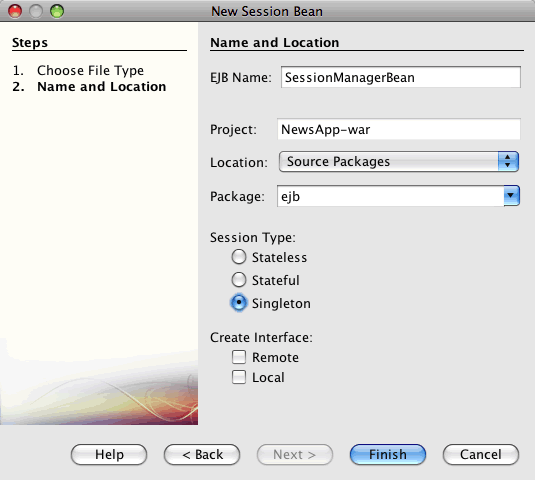 New Session Bean
Steps
1. Choose File Type
2. Name and Location
Name and Location
EJB Name: SessionManagerBean
Project: NewsApp-war
Location: Source Packages
Package: ejb
Session Type:
Stateless
Stateful
Singleton
Create Interface:
Remote
Local
Help < Back Next > Finish Cancel